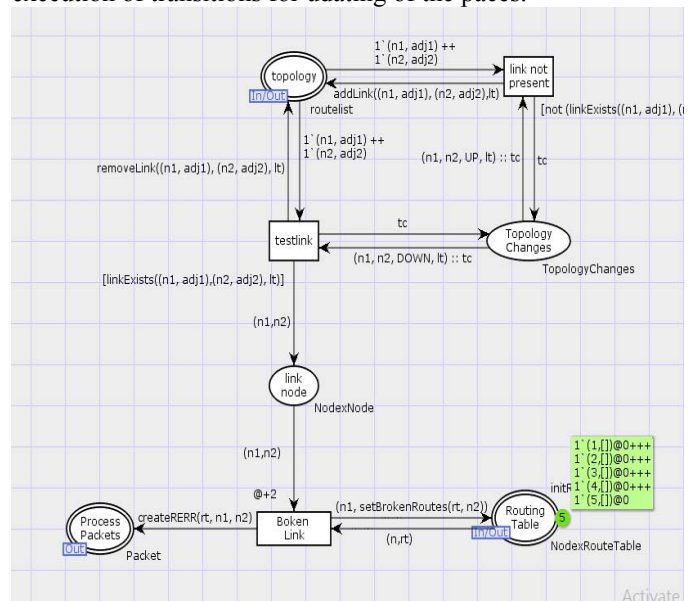 execution of transitions for udating of the paces.
1`(n1, adj1) ++
1`(n2, adj2)
topology
In/Out
routelist
addLink((n1, adj1), (n2, adj2),lt)
link not
present
[not (linkExists((n1, adj1), (
1`(n1, adj1) ++
1`(n2, adj2)
removeLink((n1, adj1), (n2, adj2), lt)
(n1, n2, UP, lt) :: tc
tc
testlink
tc
(n1, n2, DOWN, lt) :: tc
Topology
Changes
TopologyChanges
[linkExists((n1, adj1),(n2, adj2), lt)]
(n1,n2)
link
node
NodexNode
(n1,n2)
@+2
1`(1,[])@0+++
1`(2,[])@0+++
1`(3,[])@0+++
1`(4,[])@0+++
1`(5,[])@0
Process
Packets
Out
Packet
createRERR(rt, n1, n2)
Boken
Link
(n1, setBrokenRoutes(rt, n2))
(n,rt)
Routing
Table
In/Out
5
NodexRouteTable
Activate